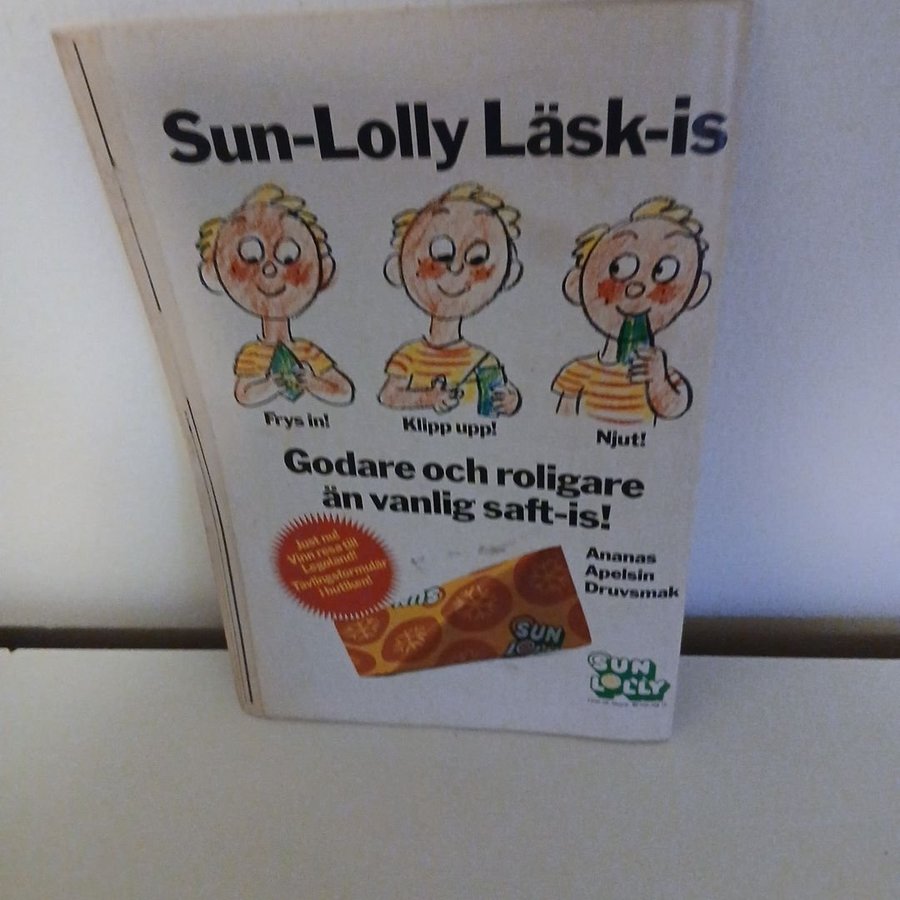 Sun-Lolly Läsk-is
Frys in!
Klipp upp!
Njut!
Godare och roligare
än vanlig saft-is!
Just nu!
Vinn resa till
Legoland!
Tävlingsformulär
i butiken!
Ananas
Apelsin
Druvsmak
SUN
SUN
LOLLY